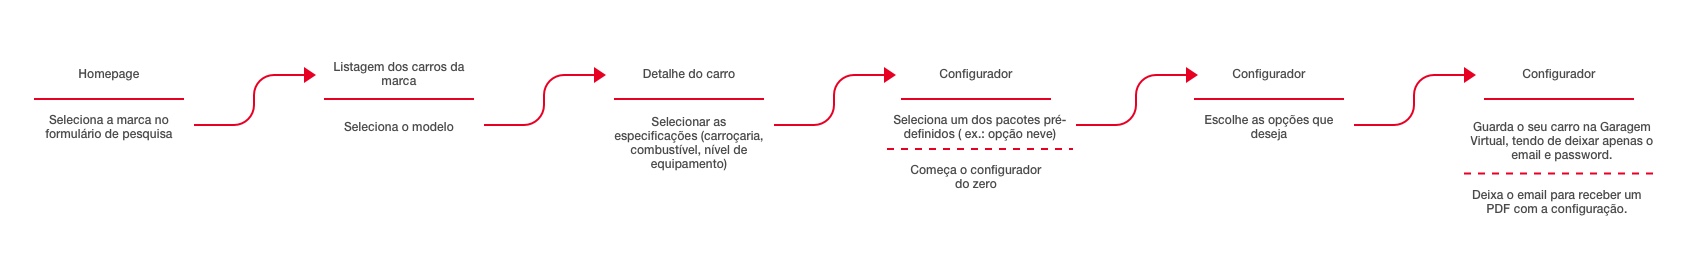 Homepage
Seleciona a marca no
formulário de pesquisa
Listagem dos carros da
marca
Seleciona o modelo
Detalhe do carro
Selecionar as
especificações (carroçaria,
combustível, nível de
equipamento)
Configurador
Seleciona um dos pacotes pré-
definidos ( ex.: opção neve)
Começa o configurador
do zero
Configurador
Escolhe as opções que
deseja
Configurador
Guarda o seu carro na Garagem
Virtual, tendo de deixar apenas o
email e password.
Deixa o email para receber um
PDF com a configuração.